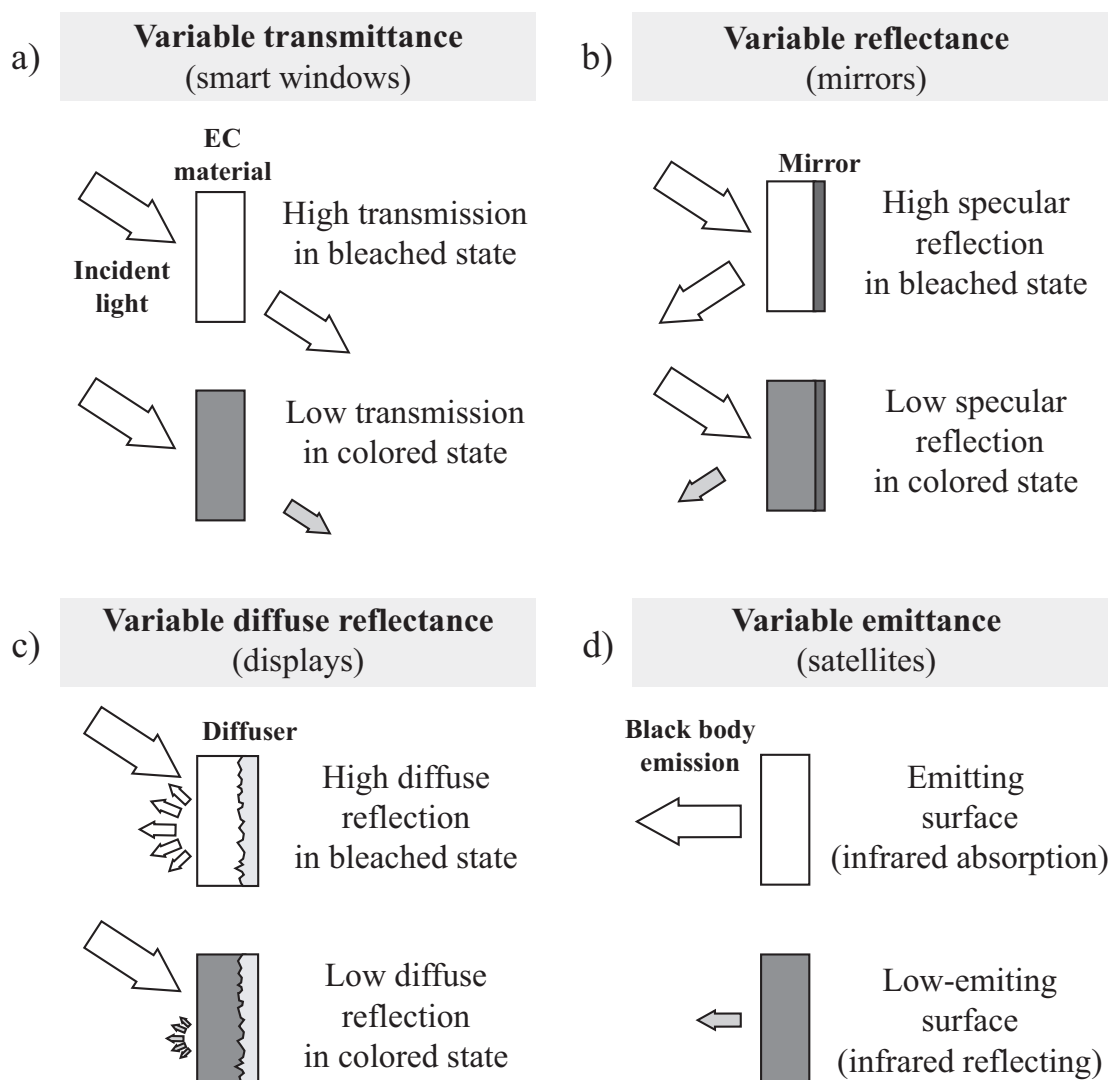 a)
Variable transmittance
(smart windows)
EC
material
Incident
light
High transmission
in bleached state
Low transmission
in colored state
b)
Variable reflectance
(mirrors)
Mirror
High specular
reflection
in bleached state
Low specular
reflection
in colored state
c)
Variable diffuse reflectance
(displays)
Diffuser
High diffuse
reflection
in bleached state
Low diffuse
reflection
in colored state
d)
Variable emittance
(satellites)
Black body
emission
Emitting
surface
(infrared absorption)
Low-emiting
surface
(infrared reflecting)